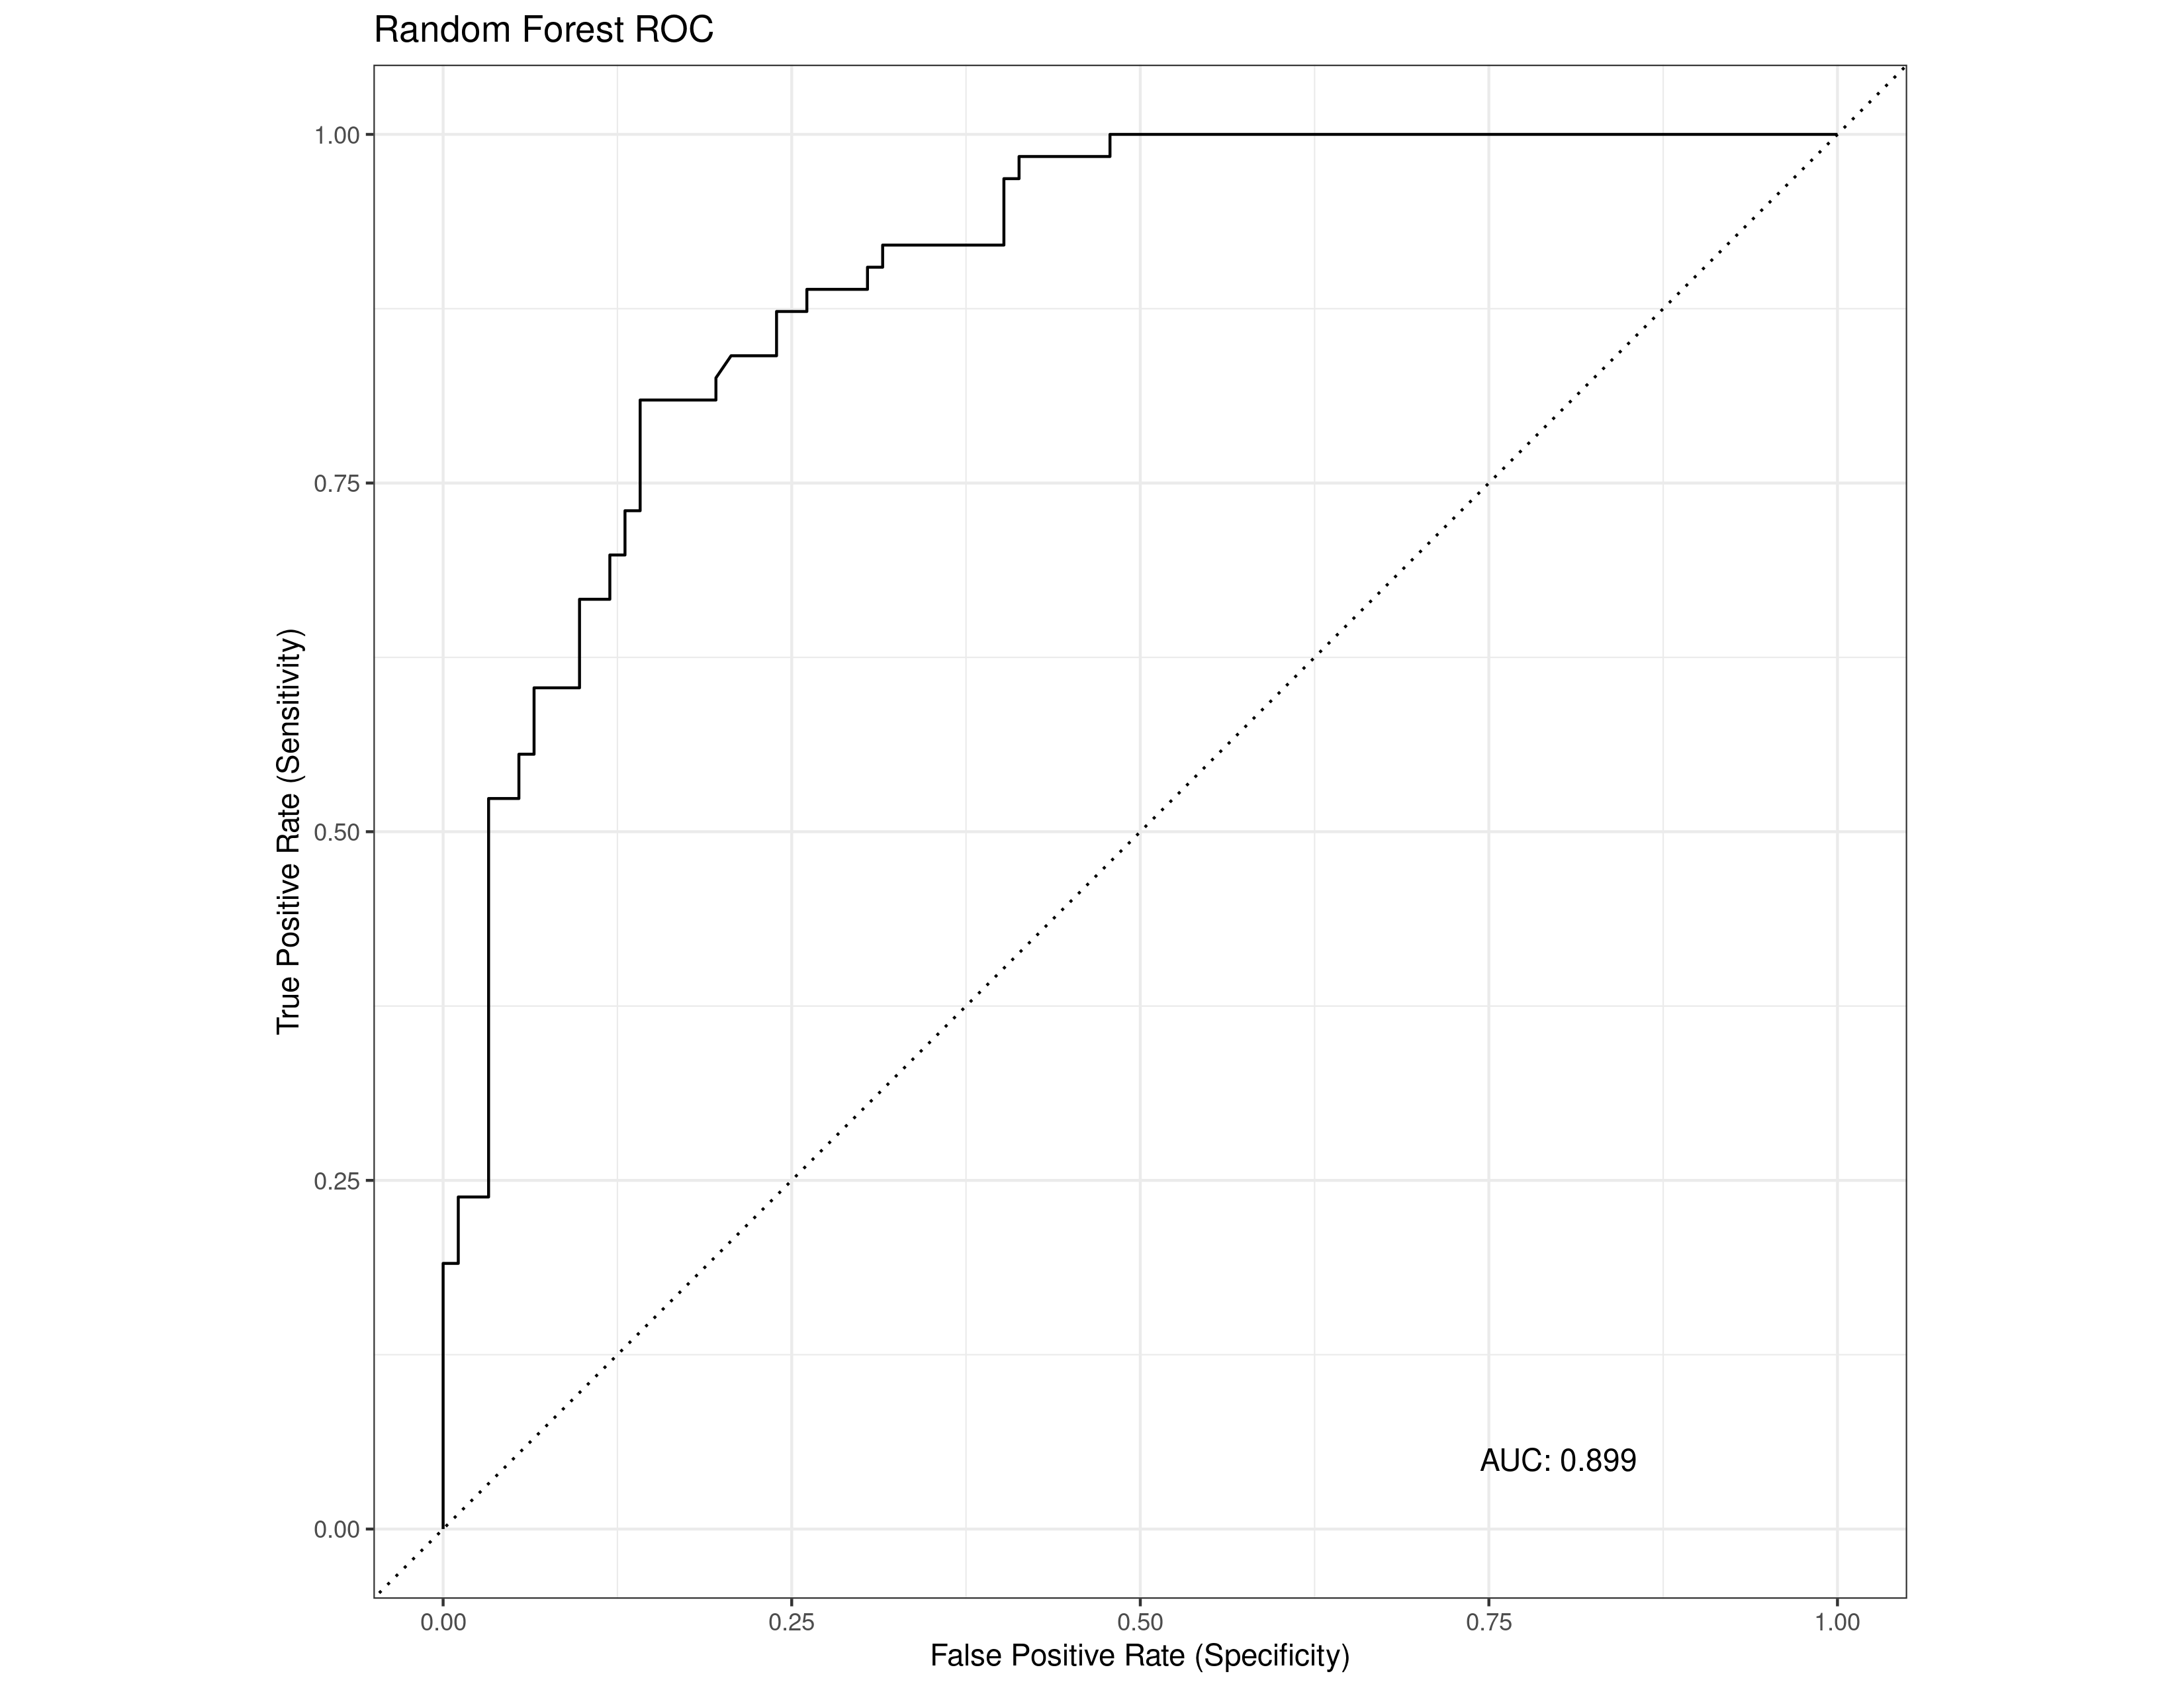 Random Forest ROC
1.00
0.75
0.50
0.25
0.00
True Positive Rate (Sensitivity)
AUC: 0.899
0.00 0.25 0.50 0.75 1.00
False Positive Rate (Specificity)